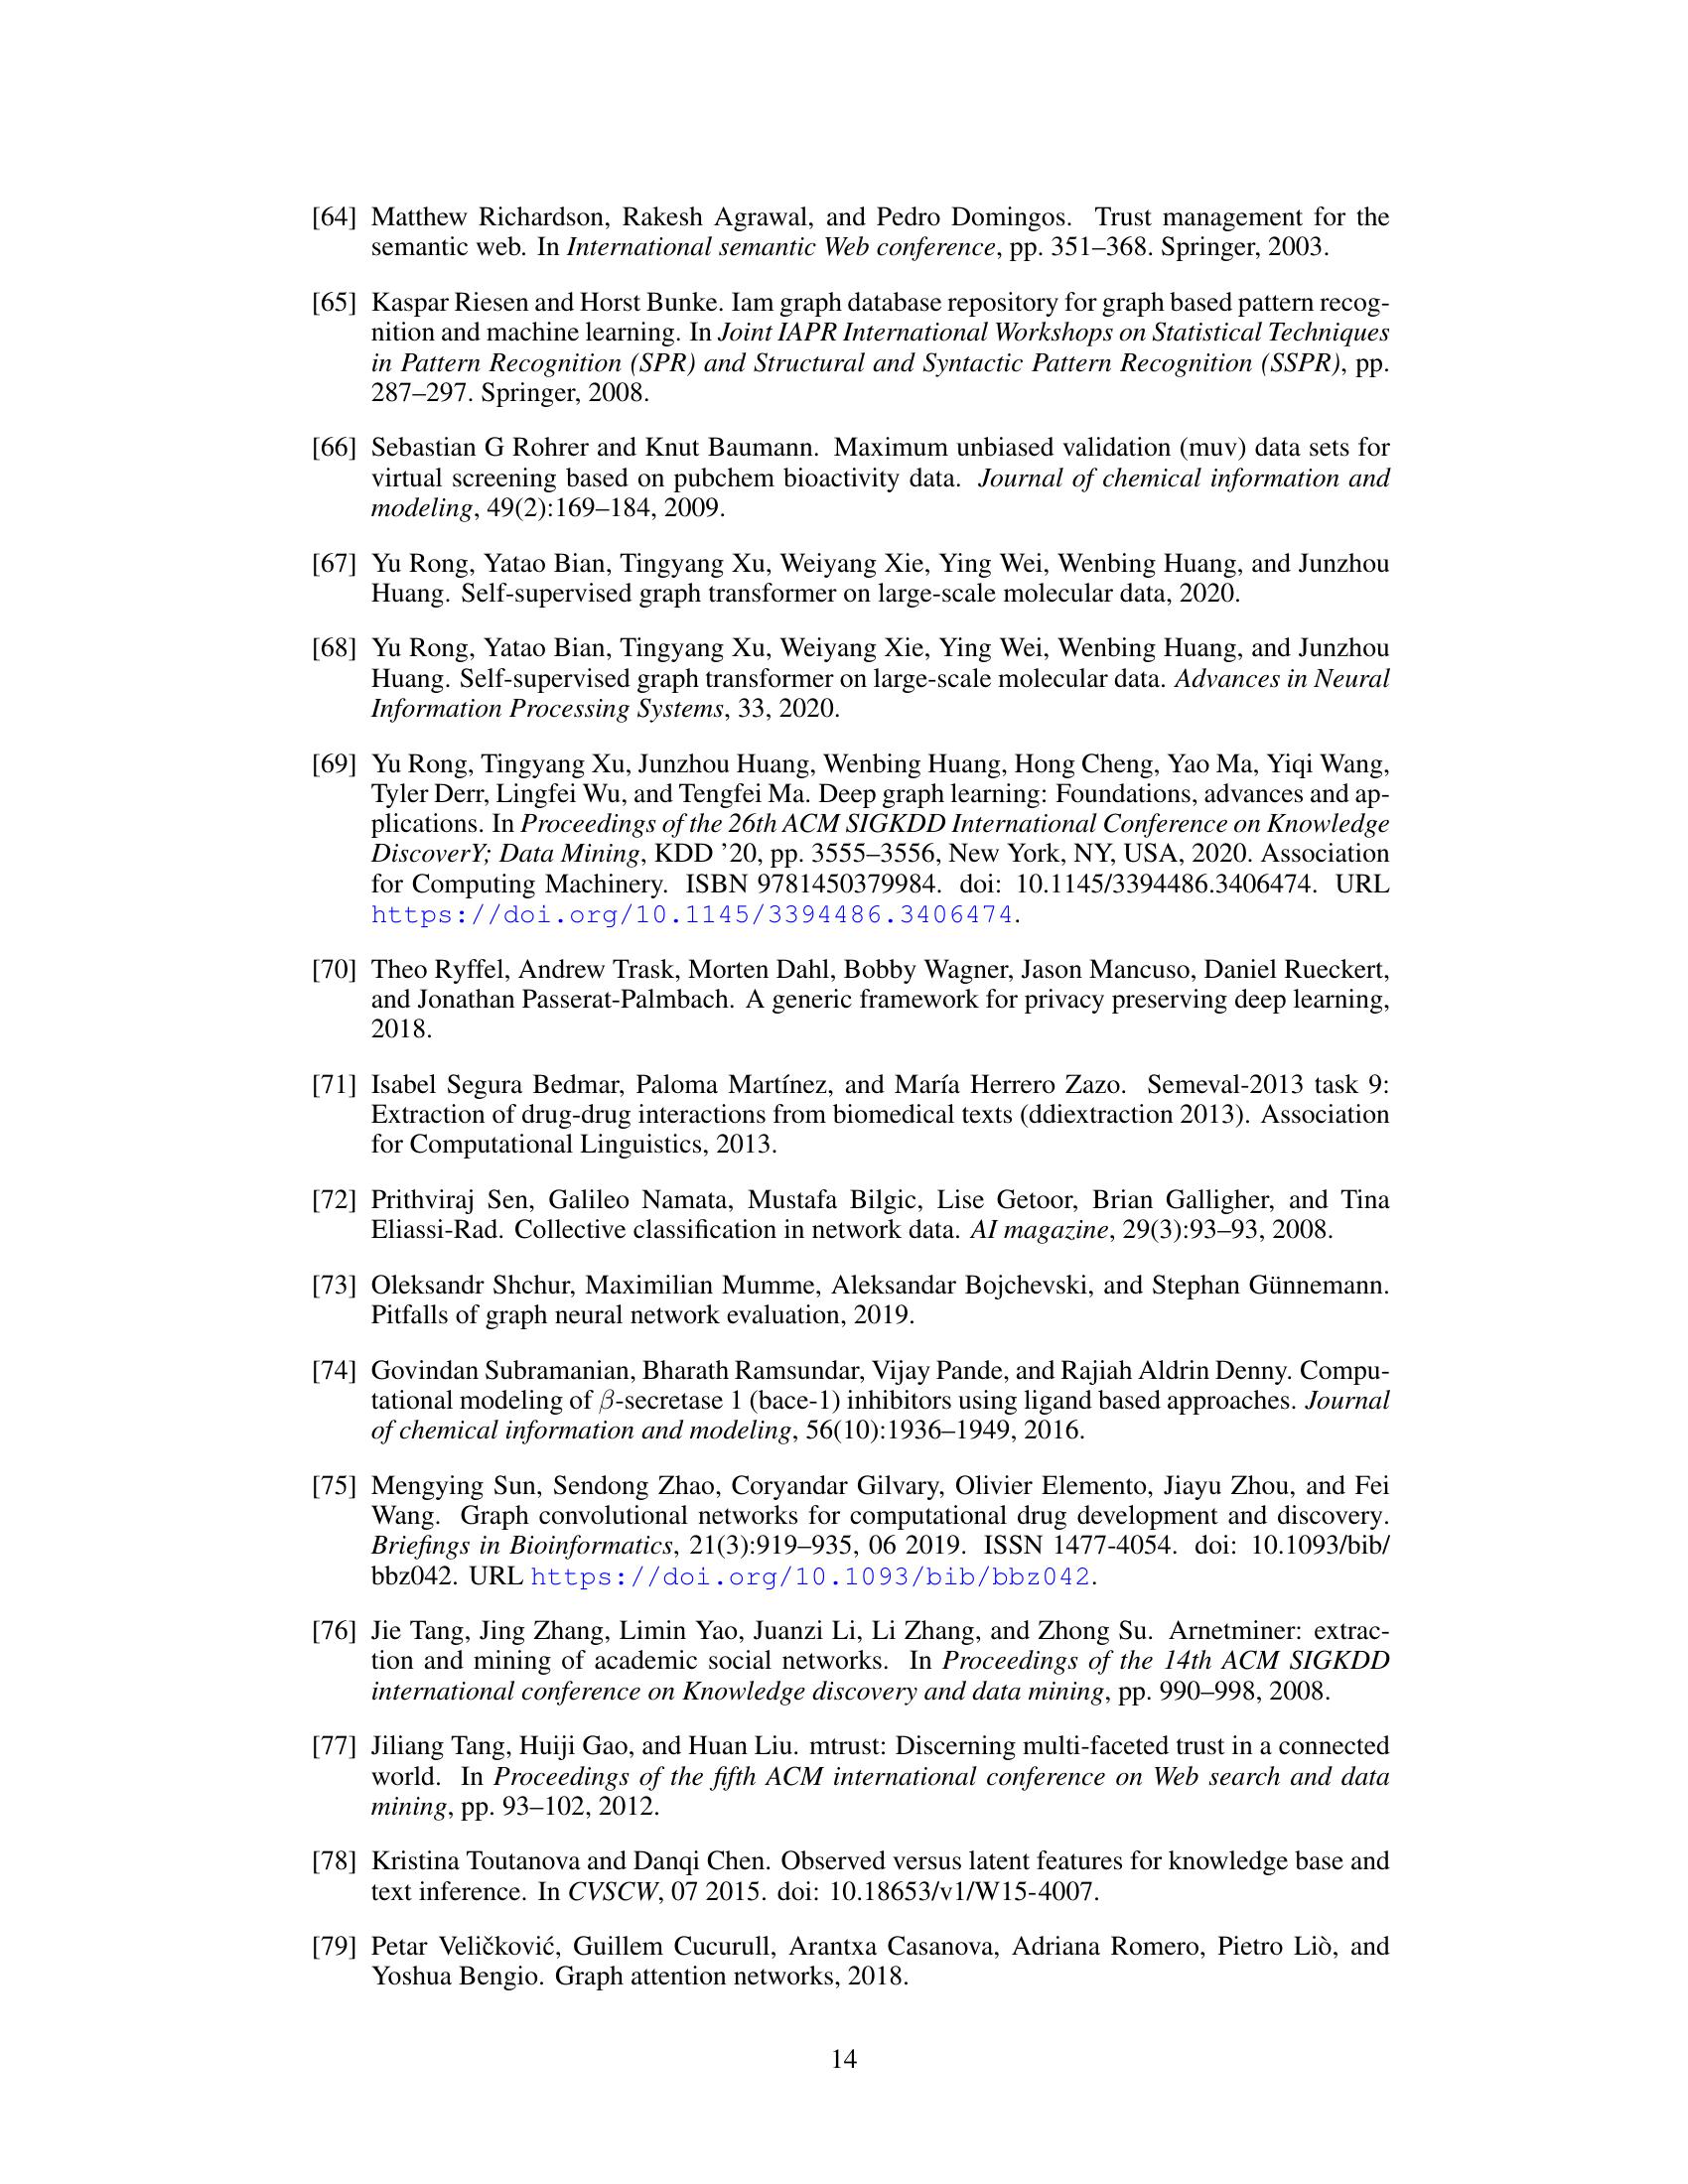 [64] Matthew Richardson, Rakesh Agrawal, and Pedro Domingos. Trust management for the
semantic web. In International semantic Web conference, pp. 351–368. Springer, 2003.
[65] Kaspar Riesen and Horst Bunke. Iam graph database repository for graph based pattern recog-
nition and machine learning. In Joint IAPR International Workshops on Statistical Techniques
in Pattern Recognition (SPR) and Structural and Syntactic Pattern Recognition (SSPR), pp.
287–297. Springer, 2008.
[66] Sebastian G Rohrer and Knut Baumann. Maximum unbiased validation (muv) data sets for
virtual screening based on pubchem bioactivity data. Journal of chemical information and
modeling, 49(2):169–184, 2009.
[67] Yu Rong, Yatao Bian, Tingyang Xu, Weiyang Xie, Ying Wei, Wenbing Huang, and Junzhou
Huang. Self-supervised graph transformer on large-scale molecular data, 2020.
[68] Yu Rong, Yatao Bian, Tingyang Xu, Weiyang Xie, Ying Wei, Wenbing Huang, and Junzhou
Huang. Self-supervised graph transformer on large-scale molecular data. Advances in Neural
Information Processing Systems, 33, 2020.
[69] Yu Rong, Tingyang Xu, Junzhou Huang, Wenbing Huang, Hong Cheng, Yao Ma, Yiqi Wang,
Tyler Derr, Lingfei Wu, and Tengfei Ma. Deep graph learning: Foundations, advances and ap-
plications. In Proceedings of the 26th ACM SIGKDD International Conference on Knowledge
DiscoverY; Data Mining, KDD ’20, pp. 3555–3556, New York, NY, USA, 2020. Association
for Computing Machinery. ISBN 9781450379984. doi: 10.1145/3394486.3406474. URL
https://doi.org/10.1145/3394486.3406474.
[70] Theo Ryffel, Andrew Trask, Morten Dahl, Bobby Wagner, Jason Mancuso, Daniel Rueckert,
and Jonathan Passerat-Palmbach. A generic framework for privacy preserving deep learning,
2018.
[71] Isabel Segura Bedmar, Paloma Martínez, and María Herrero Zazo. Semeval-2013 task 9:
Extraction of drug-drug interactions from biomedical texts (ddiextraction 2013). Association
for Computational Linguistics, 2013.
[72] Prithviraj Sen, Galileo Namata, Mustafa Bilgic, Lise Getoor, Brian Galligher, and Tina
Eliassi-Rad. Collective classification in network data. AI magazine, 29(3):93–93, 2008.
[73] Oleksandr Shchur, Maximilian Mumme, Aleksandar Bojchevski, and Stephan Günnemann.
Pitfalls of graph neural network evaluation, 2019.
[74] Govindan Subramanian, Bharath Ramsundar, Vijay Pande, and Rajiah Aldrin Denny. Compu-
tational modeling of β-secretase 1 (bace-1) inhibitors using ligand based approaches. Journal
of chemical information and modeling, 56(10):1936–1949, 2016.
[75] Mengying Sun, Sendong Zhao, Coryandar Gilvary, Olivier Elemento, Jiayu Zhou, and Fei
Wang. Graph convolutional networks for computational drug development and discovery.
Briefings in Bioinformatics, 21(3):919–935, 06 2019. ISSN 1477-4054. doi: 10.1093/bib/
bbz042. URL https://doi.org/10.1093/bib/bbz042.
[76] Jie Tang, Jing Zhang, Limin Yao, Juanzi Li, Li Zhang, and Zhong Su. Arnetminer: extrac-
tion and mining of academic social networks. In Proceedings of the 14th ACM SIGKDD
international conference on Knowledge discovery and data mining, pp. 990–998, 2008.
[77] Jiliang Tang, Huiji Gao, and Huan Liu. mtrust: Discerning multi-faceted trust in a connected
world. In Proceedings of the fifth ACM international conference on Web search and data
mining, pp. 93–102, 2012.
[78] Kristina Toutanova and Danqi Chen. Observed versus latent features for knowledge base and
text inference. In CVSCW, 07 2015. doi: 10.18653/v1/W15-4007.
[79] Petar Veličković, Guillem Cucurull, Arantxa Casanova, Adriana Romero, Pietro Liò, and
Yoshua Bengio. Graph attention networks, 2018.
14